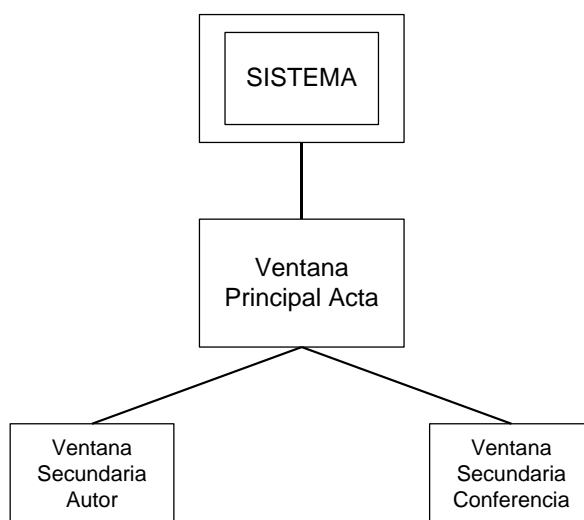 SISTEMA
Ventana
Principal Acta
Ventana
Secundaria
Autor
Ventana
Secundaria
Conferencia